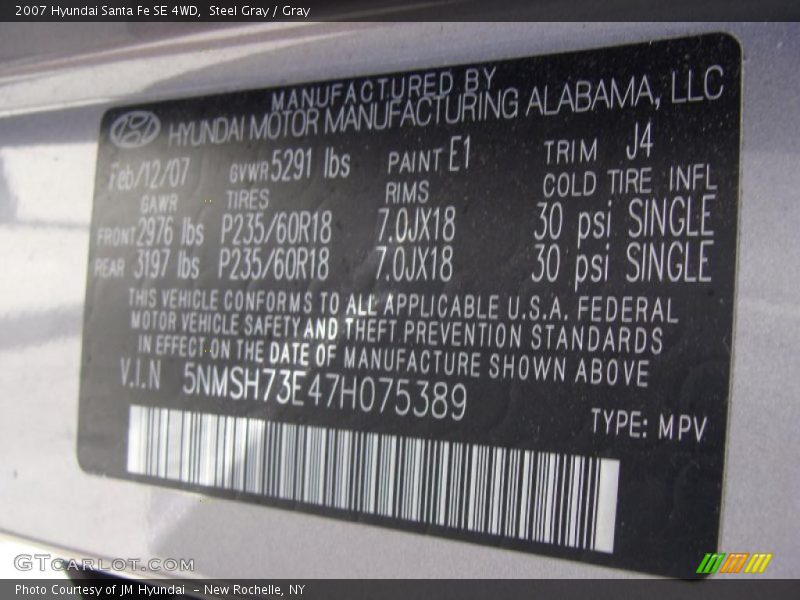 2007 Hyundai Santa Fe SE 4WD, Steel Gray / Gray
MANUFACTURED BY
HYUNDAI MOTOR MANUFACTURING ALABAMA, LLC
Feb/12/07 GVWR 5291 lbs PAINT E1 TRIM J4
GAWR TIRES RIMS COLD TIRE INFL
FRONT 2976 lbs P235/60R18 7.0JX18 30 psi SINGLE
REAR 3197 lbs P235/60R18 7.0JX18 30 psi SINGLE
THIS VEHICLE CONFORMS TO ALL APPLICABLE U.S.A. FEDERAL
MOTOR VEHICLE SAFETY AND THEFT PREVENTION STANDARDS
IN EFFECT ON THE DATE OF MANUFACTURE SHOWN ABOVE
V.I.N 5NMSH73E47H075389
TYPE: MPV
GTCARLOT.COM
Photo Courtesy of JM Hyundai - New Rochelle, NY